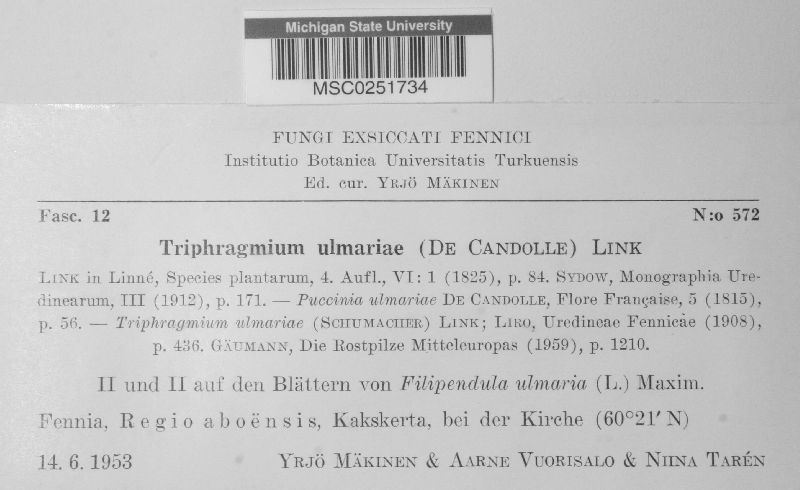 Michigan State University
MSC0251734
FUNGI EXSICCATI FENNICI
Institutio Botanica Universitatis Turkuensis
Ed. cur. YRJÖ MÄKINEN
Fasc. 12 N:o 572
Triphragmium ulmariae (DE CANDOLLE) LINK
LINK in Linné, Species plantarum, 4. Aufl., VI: 1 (1825), p. 84. SYDOW, Monographia Ure-
dinearum, III (1912), p. 171. — Puccinia ulmariae DE CANDOLLE, Flore Française, 5 (1815),
p. 56. — Triphragmium ulmariae (SCHUMACHER) LINK; LIRO, Uredineae Fennicae (1908),
p. 436. GÄUMANN, Die Rostpilze Mitteleuropas (1959), p. 1210.
II und II auf den Blättern von Filipendula ulmaria (L.) Maxim.
Fennia, Regio aboënsis, Kakskerta, bei der Kirche (60°21′ N)
14. 6. 1953 YRJÖ MÄKINEN & AARNE VUORISALO & NIINA TARÉN